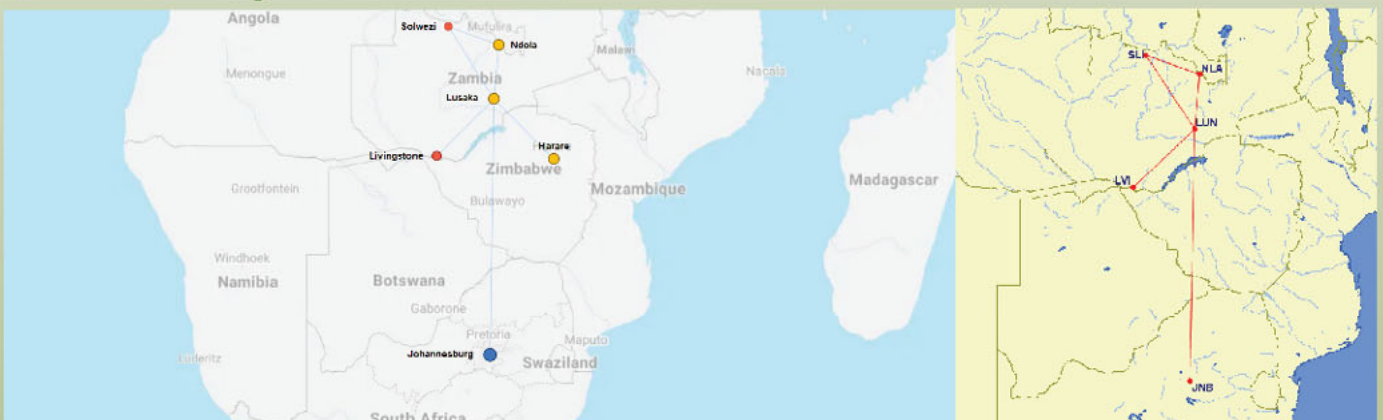 Angola
Solwezi
Mufulira
Ndola
Malawi
Menongue
Zambia
Nacala
Lusaka
Harare
Livingstone
Zimbabwe
Grootfontein
Mozambique
Madagascar
Bulawayo
Windhoek
Namibia
Botswana
Gaborone
Pretoria
Maputo
Luderitz
Johannesburg
Swaziland
South Africa
SLI
NLA
LUN
LVI
JNB